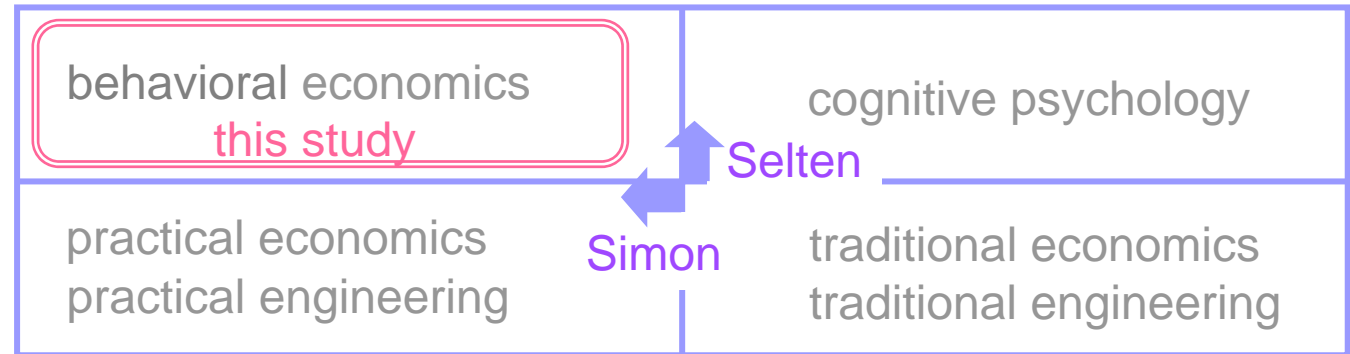 behavioral economics
this study
cognitive psychology
Selten
Simon
practical economics
practical engineering
traditional economics
traditional engineering